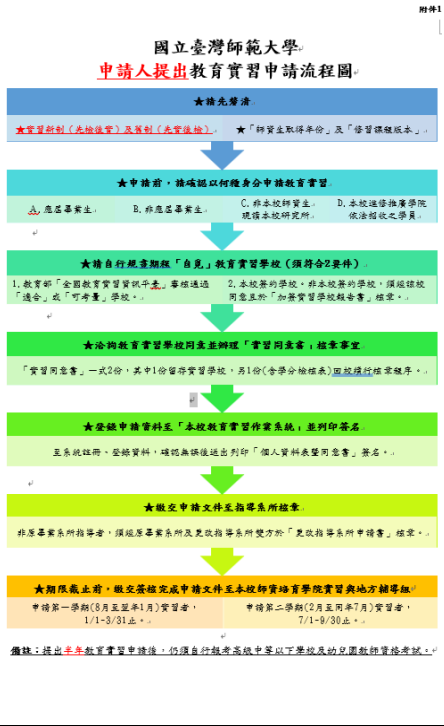 附件1
國立臺灣師範大學
申請人提出教育實習申請流程圖
★請先釐清
★實習新制(先檢後實)及舊制(先實後檢)
★「師資生取得年份」及「修習課程版本」
★申請前,請確認以何種身分申請教育實習
A. 應屆畢業生
B. 非應屆畢業生
C. 非本校師資生
現讀本校研究所
D. 本校進修推廣學院
依法招收之學員
★請自行規畫期程「自覓」教育實習學校(須符合2要件)
1. 教育部「全國教育實習資訊平臺」審核通過
「適合」或「可考量」學校。
2. 本校簽約學校。非本校簽約學校,須經該校
同意且於「加簽實習學校報告書」核章。
★洽詢教育實習學校同意並辦理「實習同意書」核章事宜
「實習同意書」一式2份,其中1份留存實習學校,另1份(含學分檢核表)回校續行核章程序。
★登錄申請資料至「本校教育實習作業系統」並列印簽名
至系統註冊、登錄資料,確認無誤後送出列印「個人資料表暨同意書」簽名。
★繳交申請文件至指導系所核章
非原畢業系所指導者,須經原畢業系所及更改指導系所雙方於「更改指導系所申請書」核章。
★期限截止前,繳交簽核完成申請文件至本校師資培育學院實習與地方輔導組
申請第一學期(8月至翌年1月)實習者,
1/1-3/31止。
申請第二學期(2月至同年7月)實習者,
7/1-9/30止。
備註:提出半年教育實習申請後,仍須自行報考高級中等以下學校及幼兒園教師資格考試。